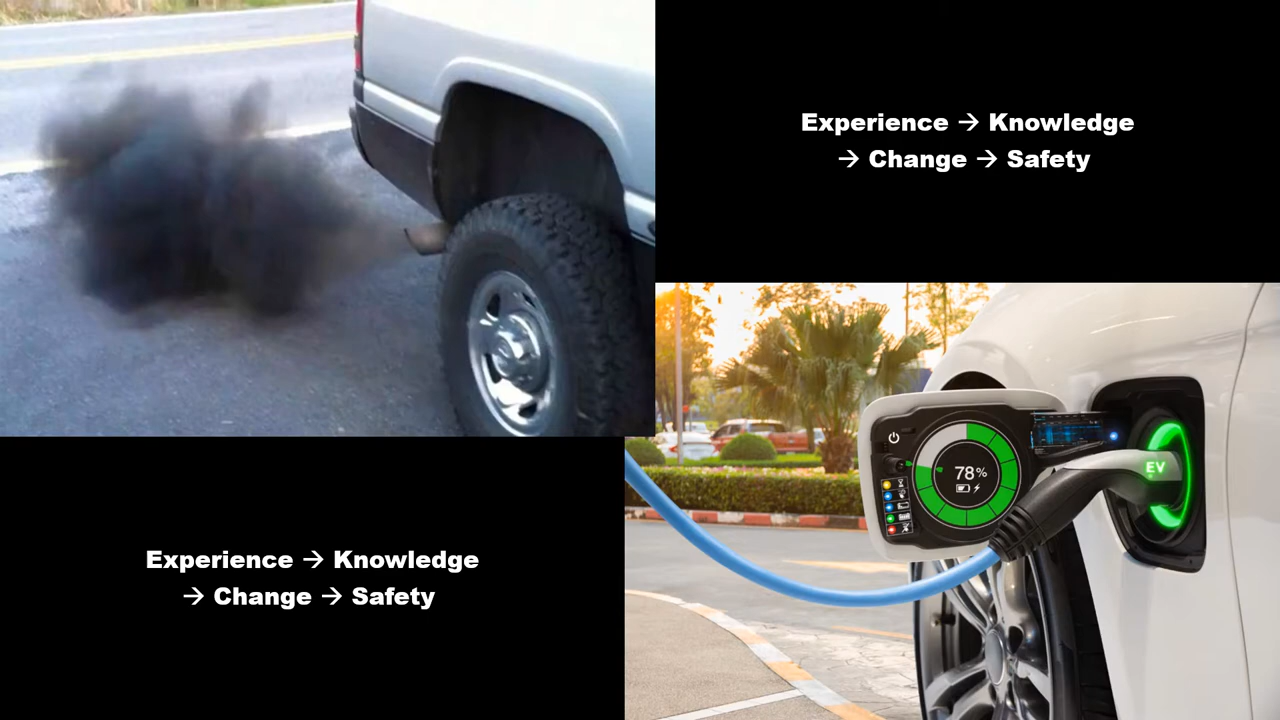 Experience → Knowledge
→ Change → Safety
78%
EV
Experience → Knowledge
→ Change → Safety